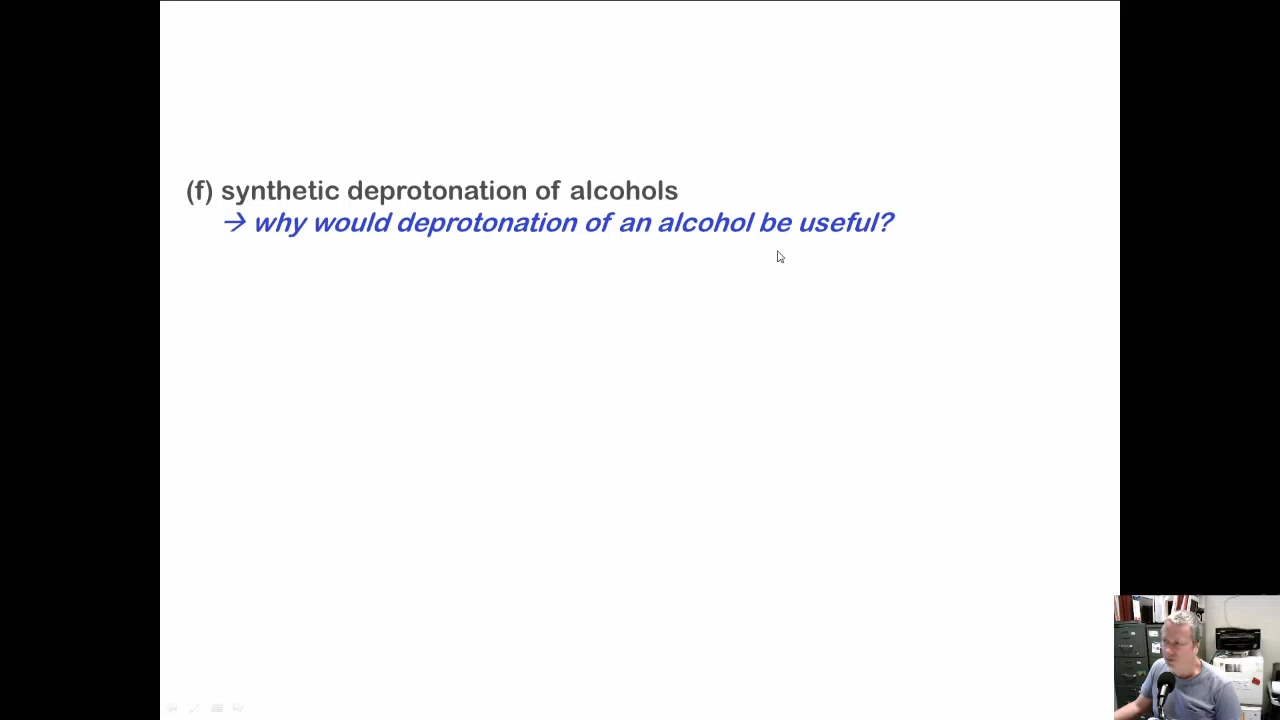 (f) synthetic deprotonation of alcohols
→ why would deprotonation of an alcohol be useful?